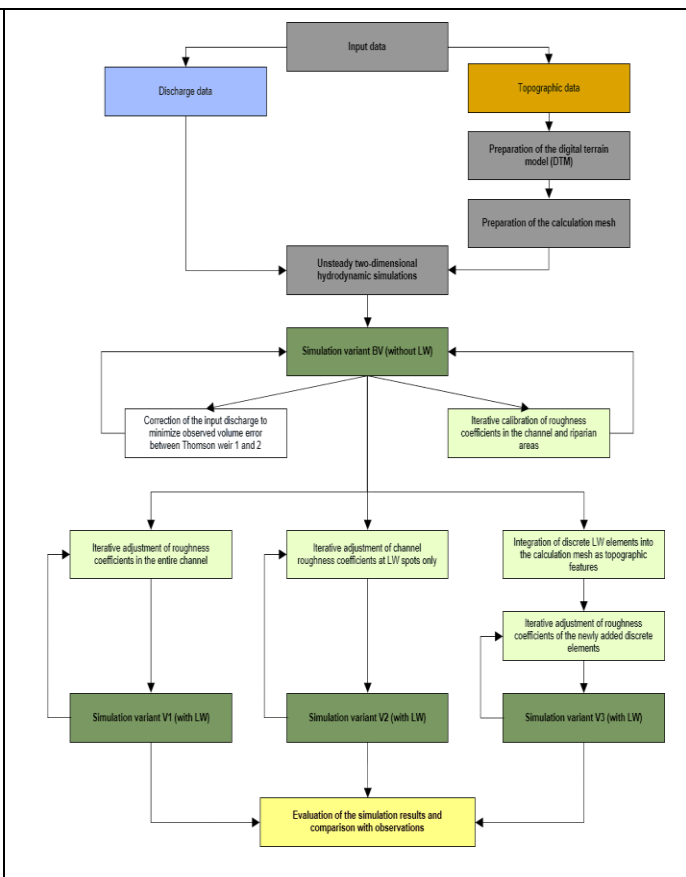 Input data
Discharge data
Topographic data
Preparation of the digital terrain
model (DTM)
Preparation of the calculation mesh
Unsteady two-dimensional
hydrodynamic simulations
Simulation variant BV (without LW)
Correction of the input discharge to
minimize observed volume error
between Thomson weir 1 and 2
Iterative calibration of roughness
coefficients in the channel and riparian
areas
Iterative adjustment of roughness
coefficients in the entire channel
Iterative adjustment of channel
roughness coefficients at LW spots only
Integration of discrete LW elements into
the calculation mesh as topographic
features
Iterative adjustment of roughness
coefficients of the newly added discrete
elements
Simulation variant V1 (with LW)
Simulation variant V2 (with LW)
Simulation variant V3 (with LW)
Evaluation of the simulation results and
comparison with observations